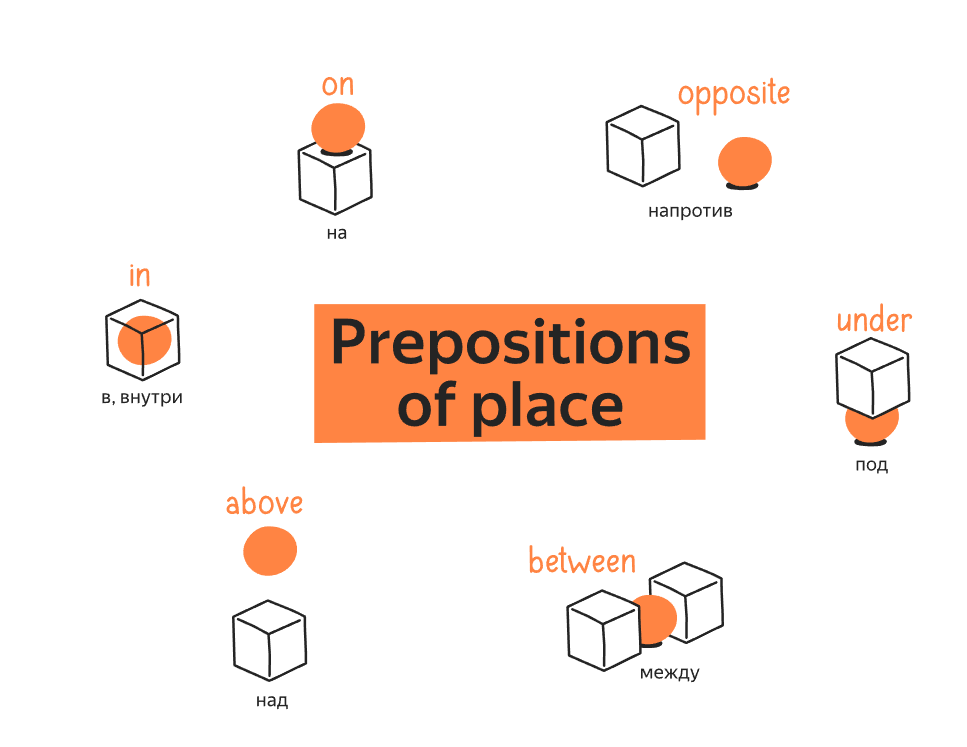 on
opposite
на
напротив
in
Prepositions
of place
under
в, внутри
под
above
between
между
над